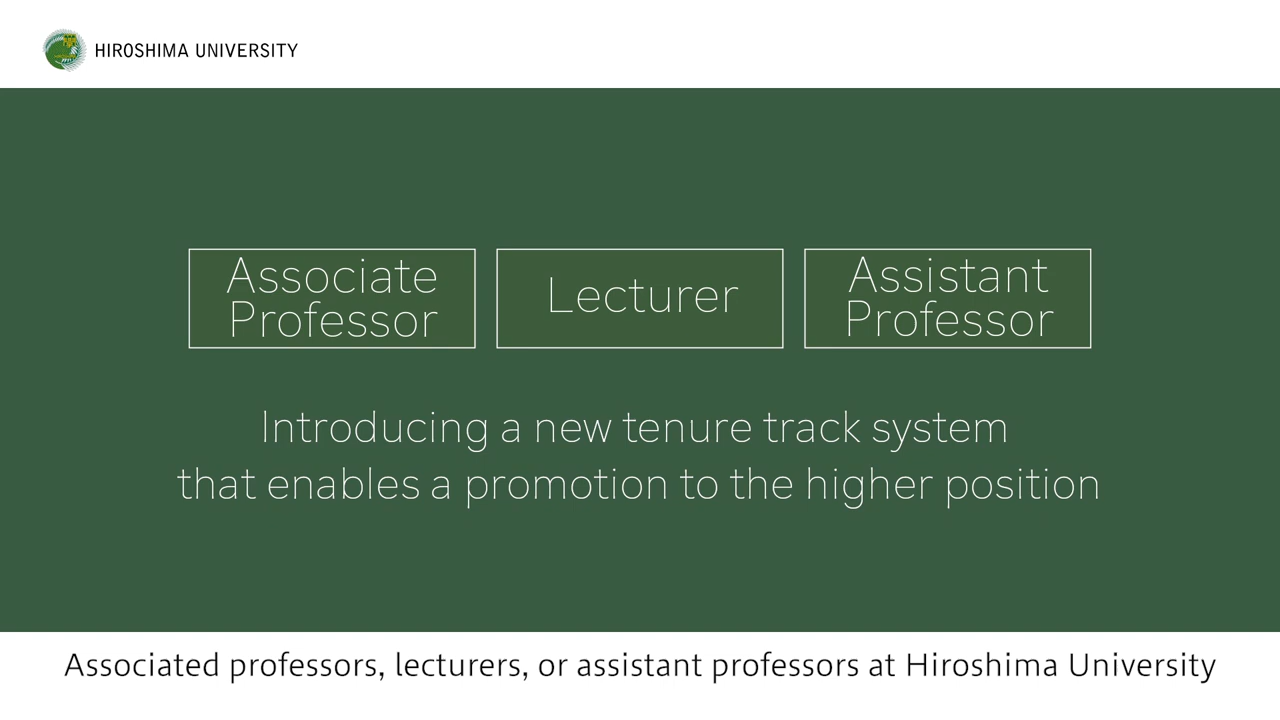 HIROSHIMA UNIVERSITY
Associate
Professor
Lecturer
Assistant
Professor
Introducing a new tenure track system
that enables a promotion to the higher position
Associated professors, lecturers, or assistant professors at Hiroshima University